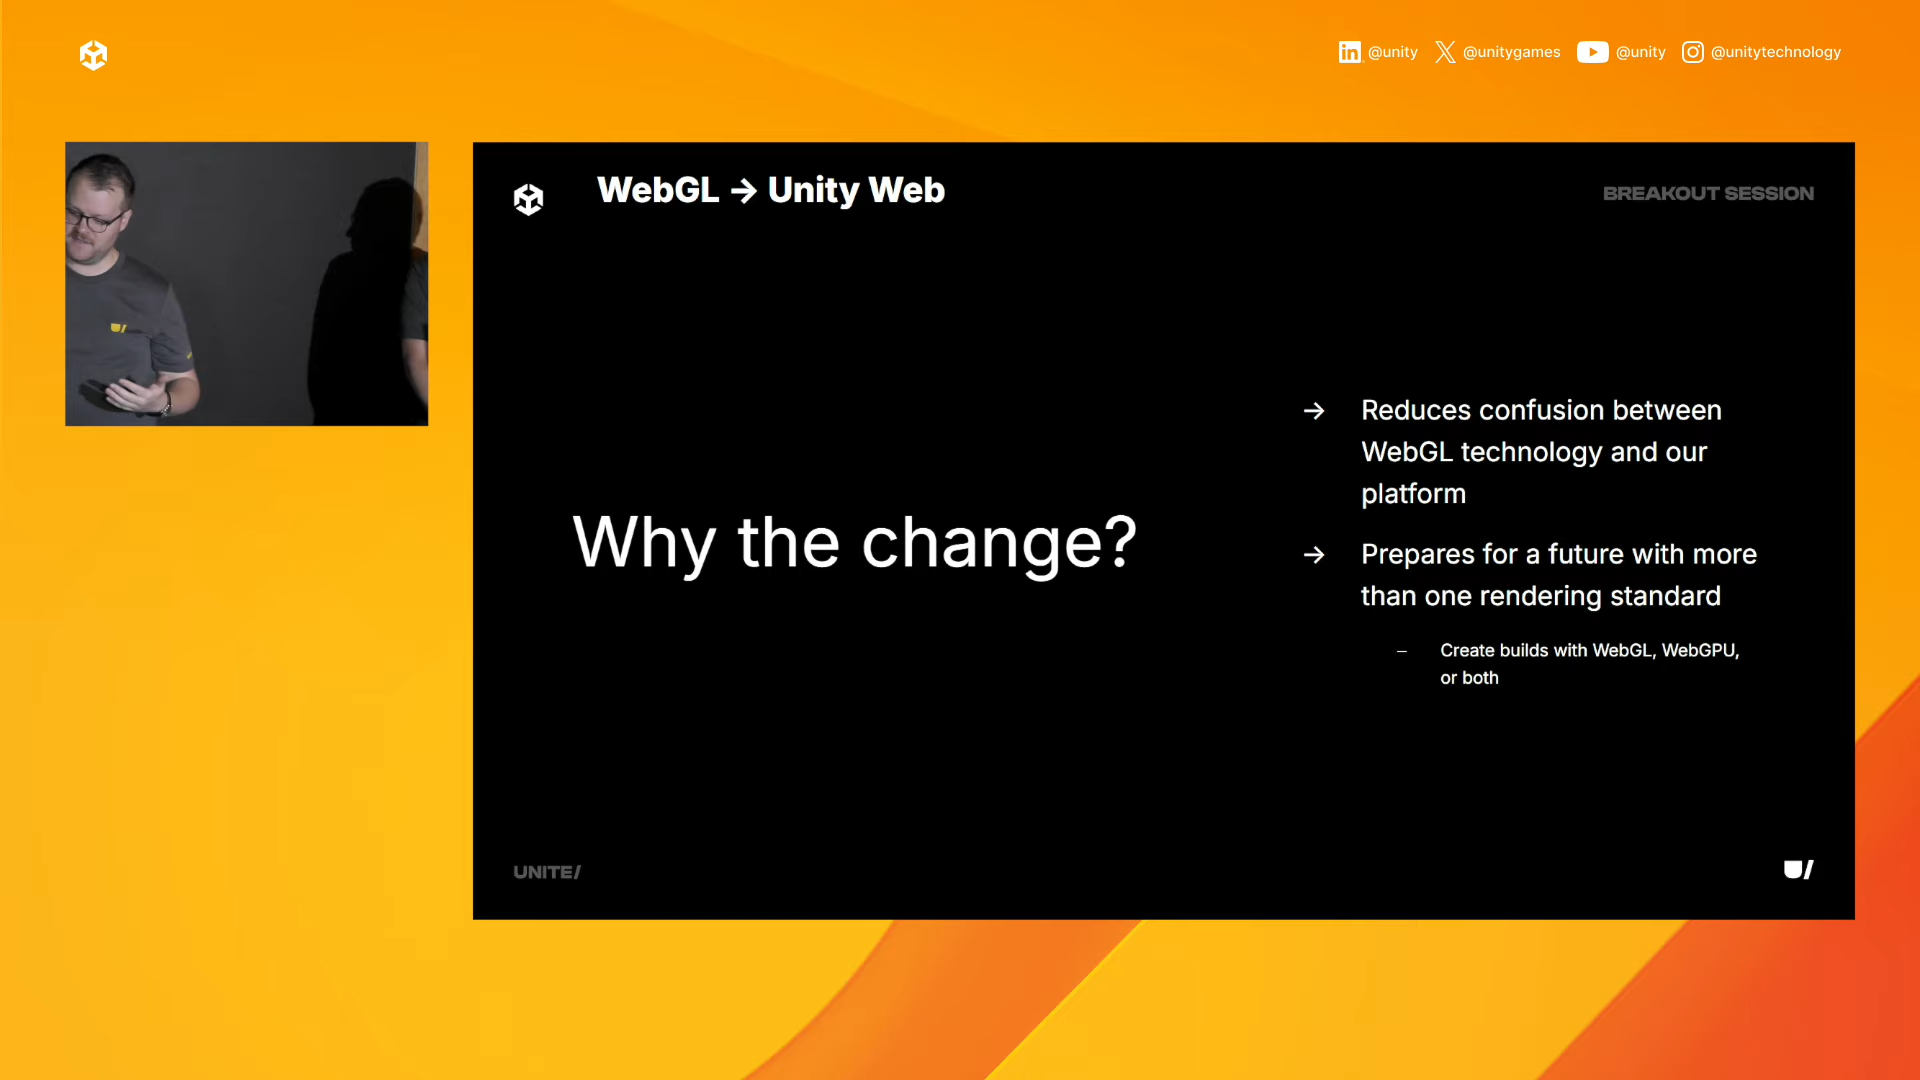 @unity @unitygames @unity @unitytechnology
WebGL → Unity Web
BREAKOUT SESSION
Why the change?
→ Reduces confusion between
WebGL technology and our
platform
→ Prepares for a future with more
than one rendering standard
– Create builds with WebGL, WebGPU,
or both
UNITE/
U/